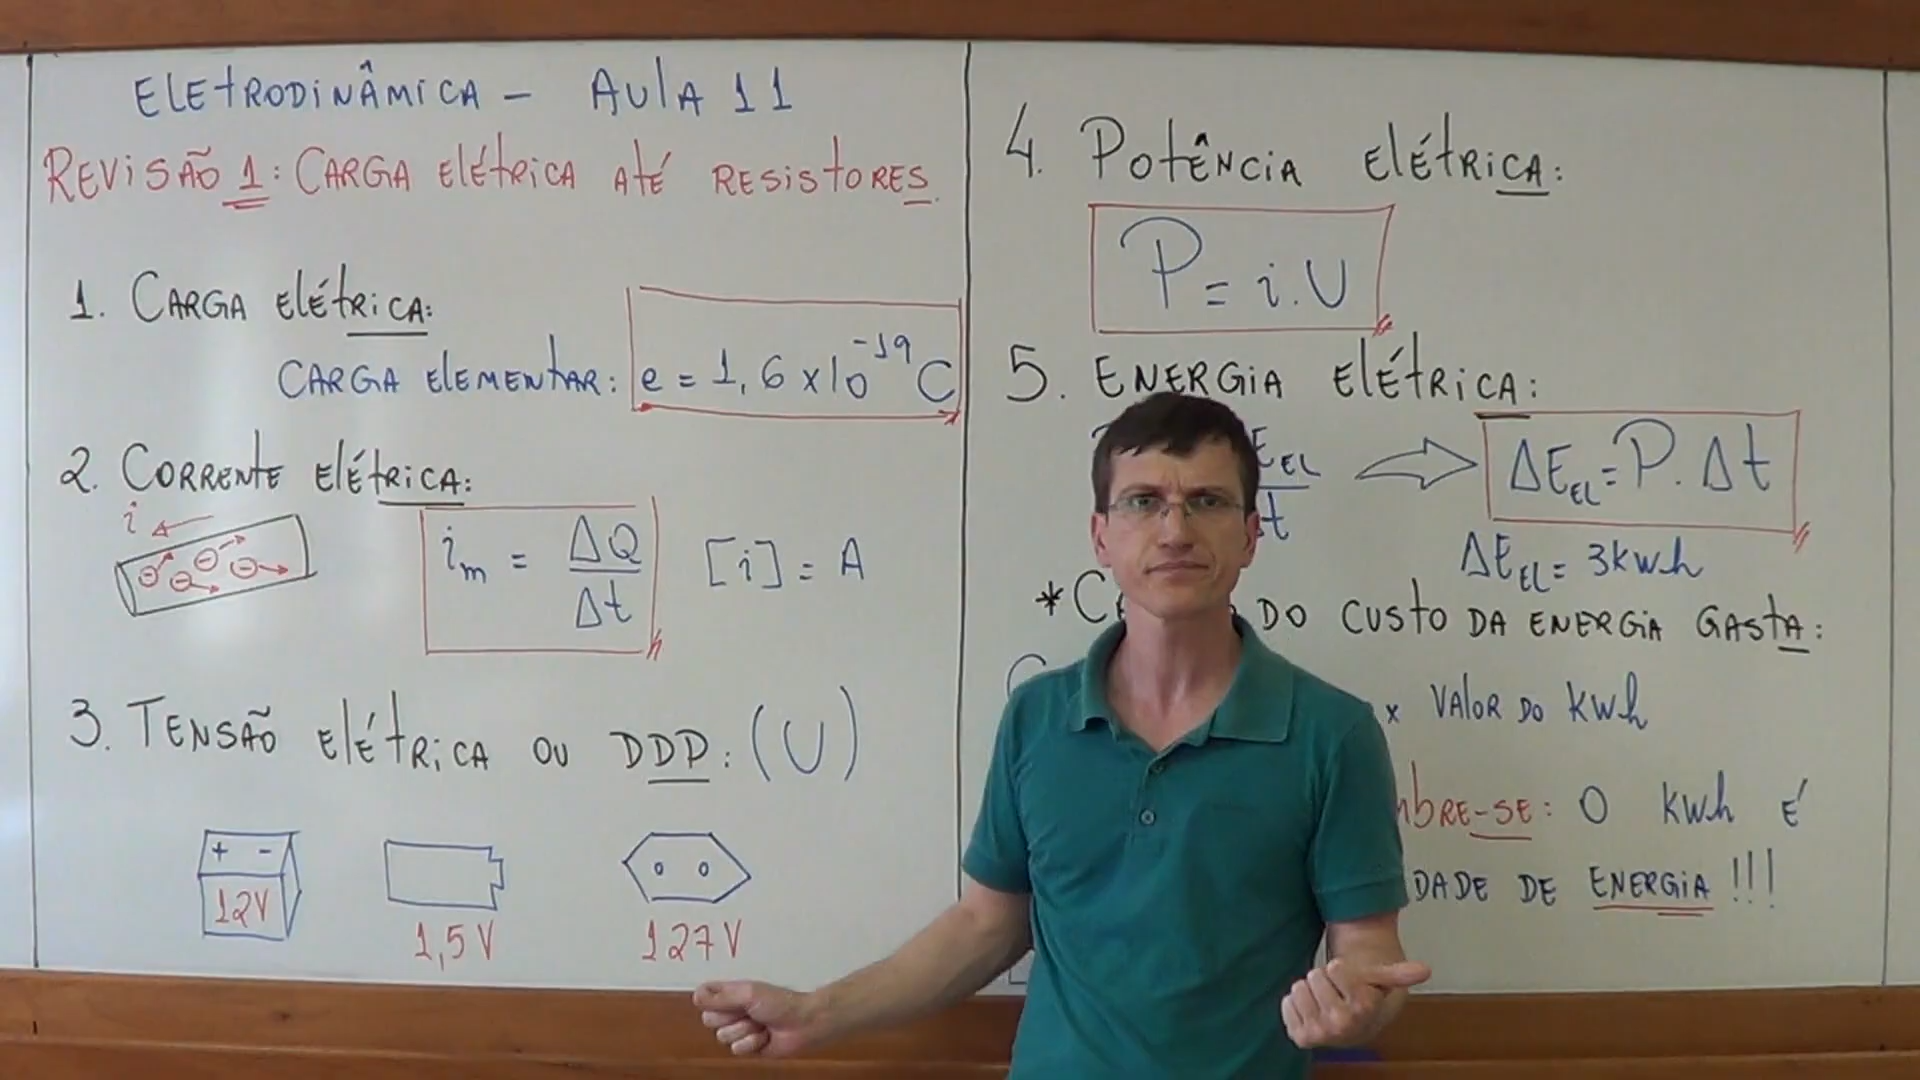 Eletrodinâmica – Aula 11
Revisão 1: Carga elétrica até resistores.
1. Carga elétrica:
Carga elementar: e = 1,6 x 10⁻¹⁹ C
2. Corrente elétrica:
i
i_m = ΔQ/Δt [i] = A
3. Tensão elétrica ou DDP: (U)
+ -
12V
1,5 V
127 V
4. Potência elétrica:
P = i.U
5. Energia elétrica:
ΔE_EL = P.Δt
ΔE_EL = 3kWh
do custo da energia gasta:
x valor do kWh
O kWh é
de energia!!!